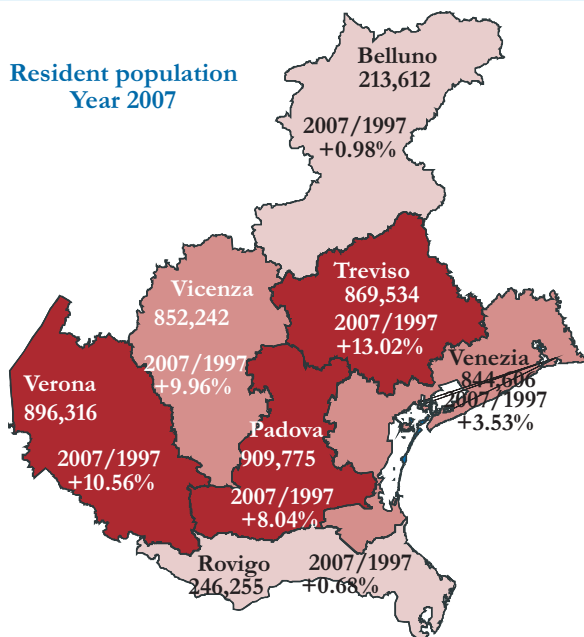 Resident population
Year 2007
Belluno
213,612
2007/1997
+0.98%
Treviso
869,534
2007/1997
+13.02%
Vicenza
852,242
2007/1997
+9.96%
Venezia
844,606
2007/1997
+3.53%
Verona
896,316
2007/1997
+10.56%
Padova
909,775
2007/1997
+8.04%
Rovigo
246,255
2007/1997
+0.68%